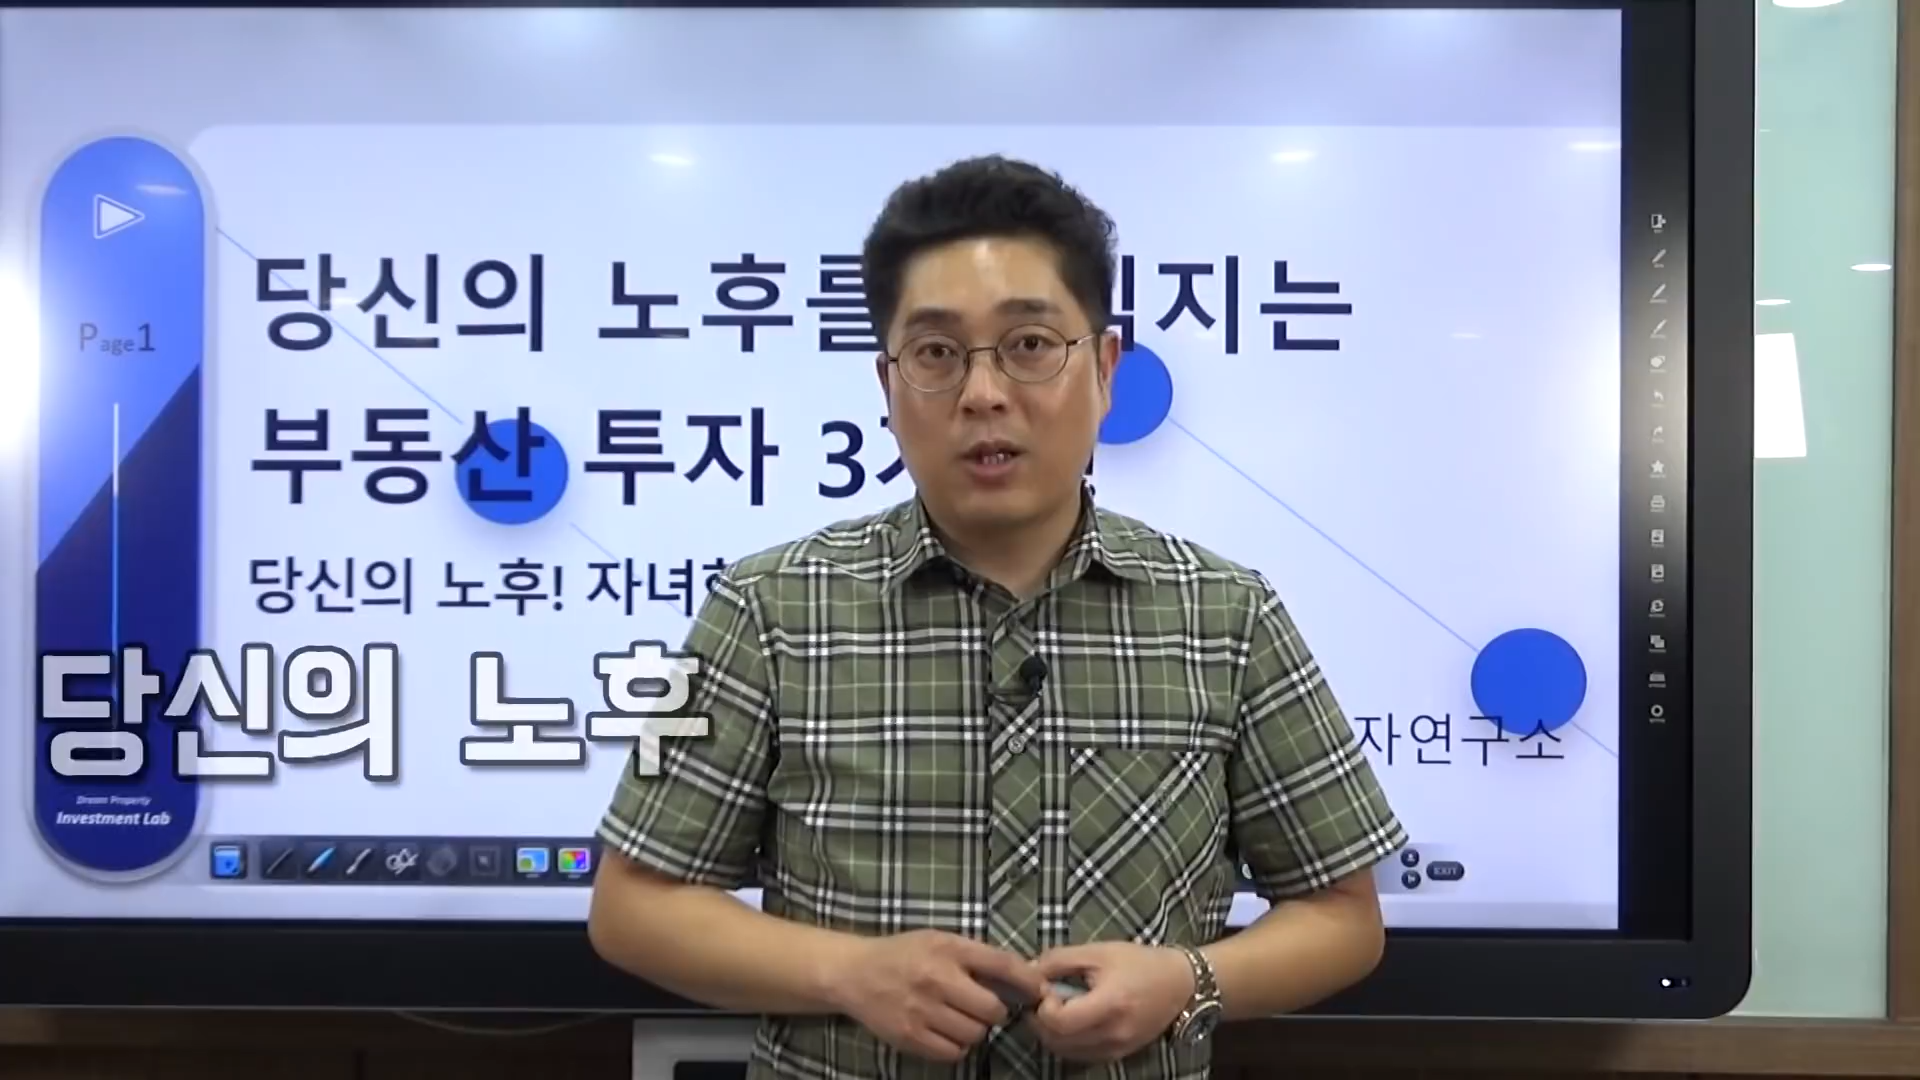 Page1
당신의 노후를 지는
부동산 투자 3
당신의 노후! 자녀
당신의 노후
자연구소
Dream Property
Investment Lab
EXIT